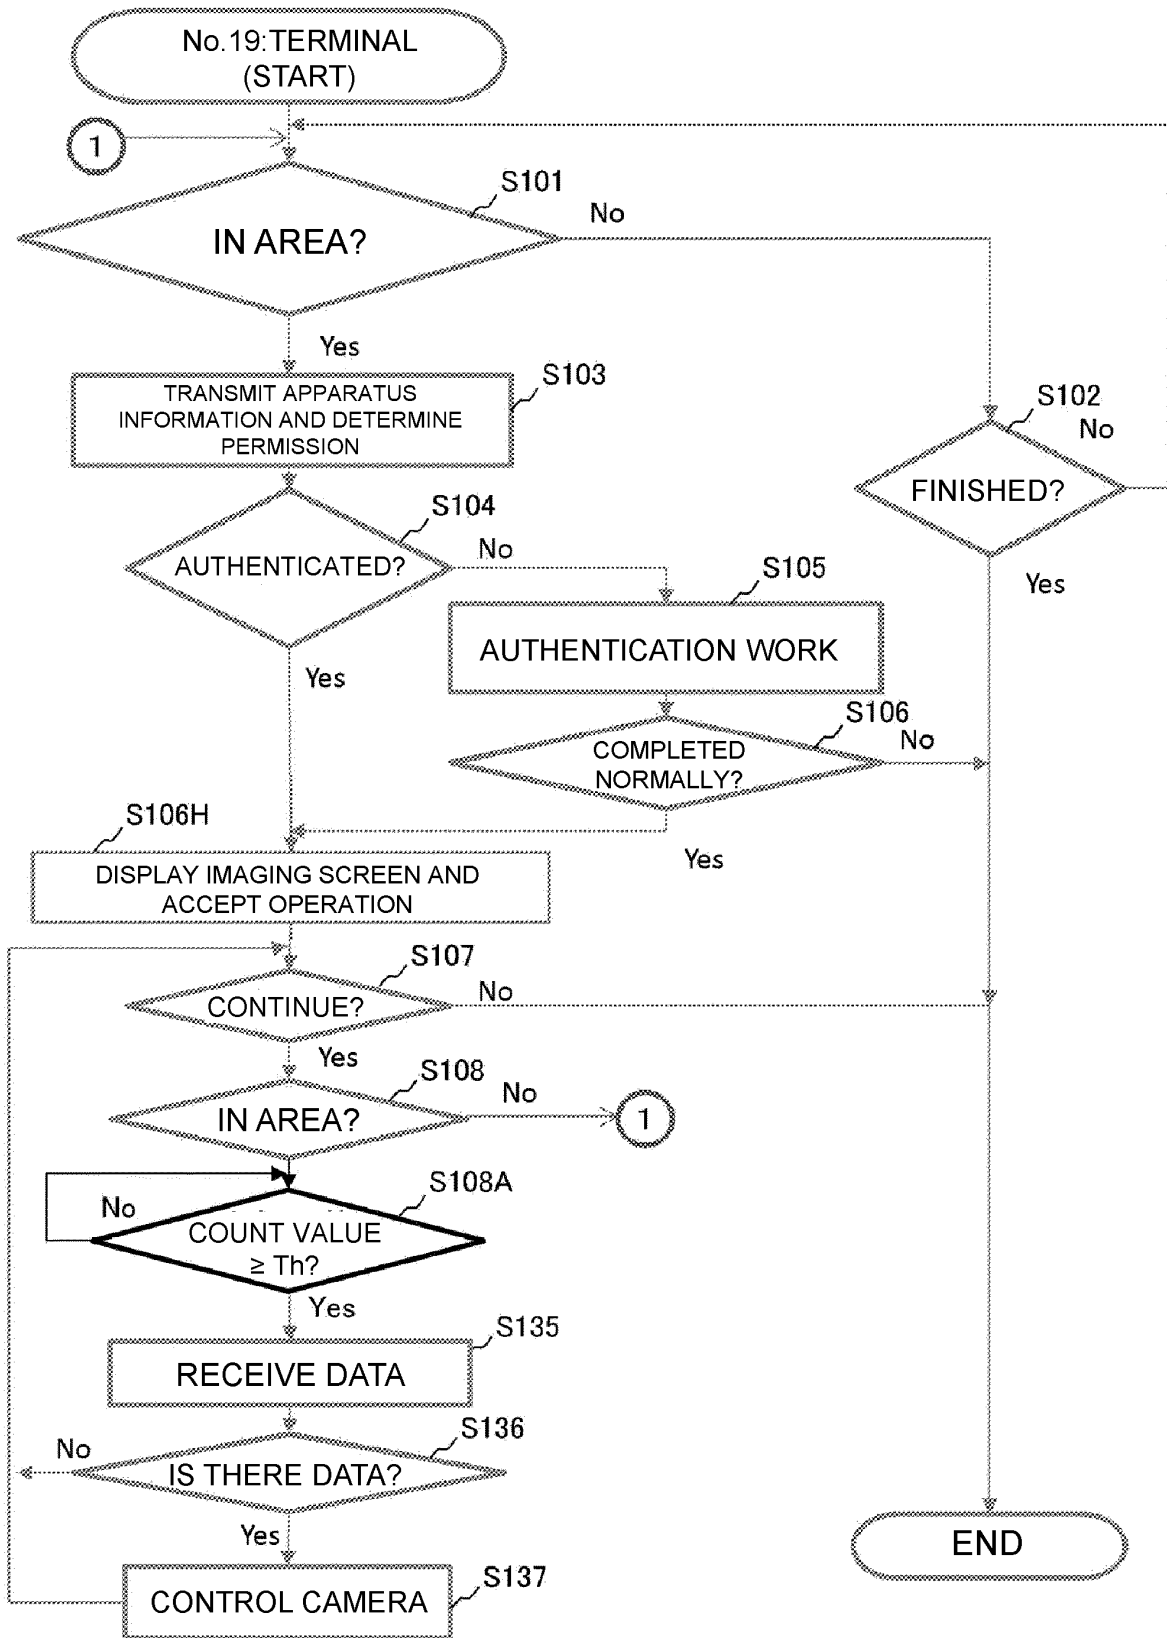 No.19:TERMINAL
(START)
1
S101
IN AREA?
No
Yes
S103
TRANSMIT APPARATUS
INFORMATION AND DETERMINE
PERMISSION
S102
No
FINISHED?
Yes
S104
AUTHENTICATED?
No
Yes
S105
AUTHENTICATION WORK
S106
COMPLETED
NORMALLY?
No
Yes
S106H
DISPLAY IMAGING SCREEN AND
ACCEPT OPERATION
S107
CONTINUE?
No
Yes
S108
IN AREA?
No
1
S108A
No
COUNT VALUE
≥ Th?
Yes
S135
RECEIVE DATA
S136
No
IS THERE DATA?
Yes
S137
CONTROL CAMERA
END